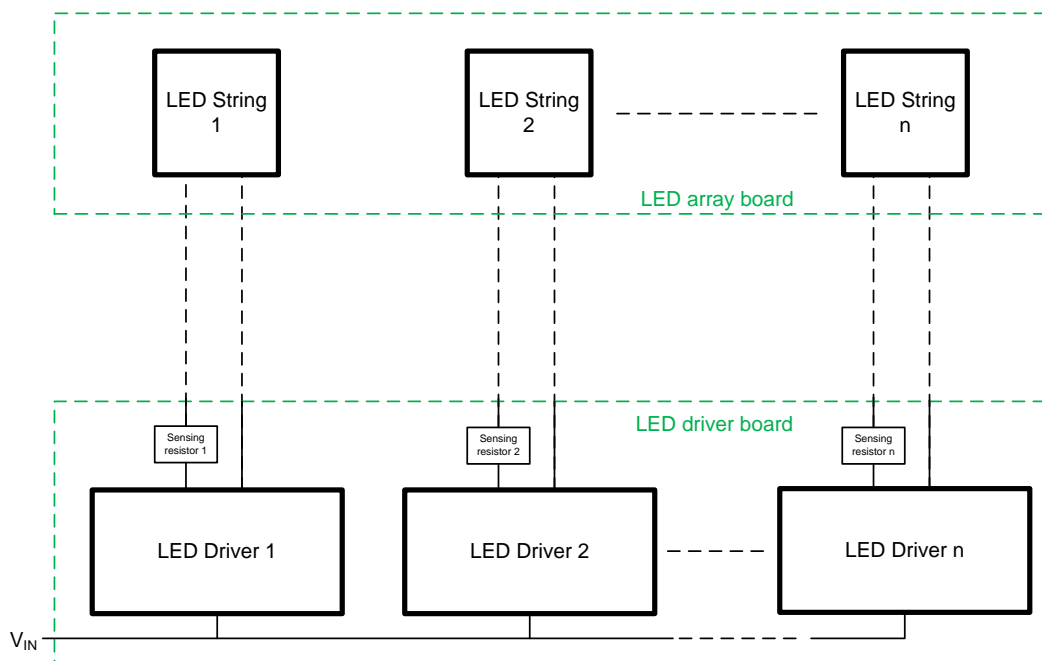 LED String
1
LED String
2
LED String
n
LED array board
LED driver board
Sensing
resistor 1
Sensing
resistor 2
Sensing
resistor n
LED Driver 1
LED Driver 2
LED Driver n
VIN